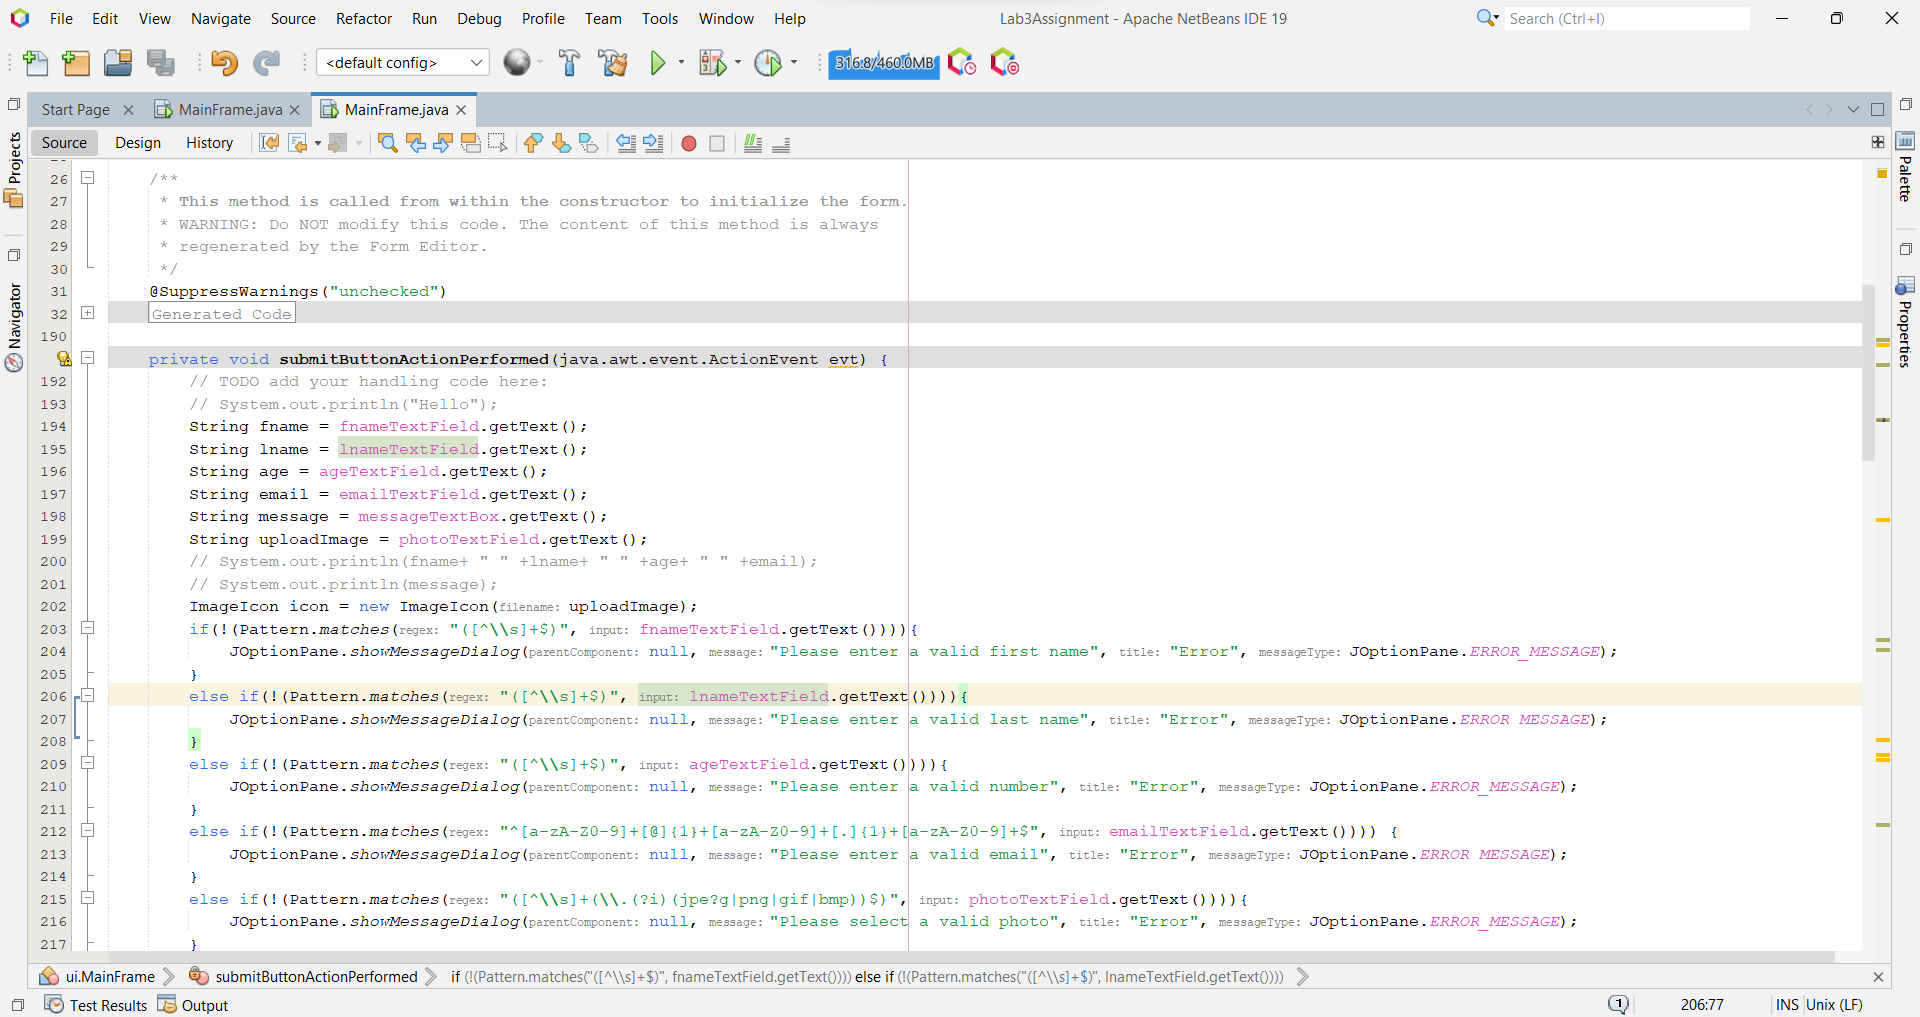 File Edit View Navigate Source Refactor Run Debug Profile Team Tools Window Help
Lab3Assignment - Apache NetBeans IDE 19
Search (Ctrl+I)
<default config>
316.8/460.0MB
Start Page
MainFrame.java
MainFrame.java
Source Design History
Projects
Navigator
Palette
Properties
26 /**
27 * This method is called from within the constructor to initialize the form.
28 * WARNING: Do NOT modify this code. The content of this method is always
29 * regenerated by the Form Editor.
30 */
31 @SuppressWarnings("unchecked")
32 Generated Code
190
private void submitButtonActionPerformed(java.awt.event.ActionEvent evt) {
192 // TODO add your handling code here:
193 // System.out.println("Hello");
194 String fname = fnameTextField.getText();
195 String lname = lnameTextField.getText();
196 String age = ageTextField.getText();
197 String email = emailTextField.getText();
198 String message = messageTextBox.getText();
199 String uploadImage = photoTextField.getText();
200 // System.out.println(fname+ " " +lname+ " " +age+ " " +email);
201 // System.out.println(message);
202 ImageIcon icon = new ImageIcon(filename: uploadImage);
203 if(!(Pattern.matches(regex: "([^\\s]+$)", input: fnameTextField.getText()))){
204 JOptionPane.showMessageDialog(parentComponent: null, message: "Please enter a valid first name", title: "Error", messageType: JOptionPane.ERROR_MESSAGE);
205 }
206 else if(!(Pattern.matches(regex: "([^\\s]+$)", input: lnameTextField.getText()))){
207 JOptionPane.showMessageDialog(parentComponent: null, message: "Please enter a valid last name", title: "Error", messageType: JOptionPane.ERROR_MESSAGE);
208 }
209 else if(!(Pattern.matches(regex: "([^\\s]+$)", input: ageTextField.getText()))){
210 JOptionPane.showMessageDialog(parentComponent: null, message: "Please enter a valid number", title: "Error", messageType: JOptionPane.ERROR_MESSAGE);
211 }
212 else if(!(Pattern.matches(regex: "^[a-zA-Z0-9]+[@]{1}+[a-zA-Z0-9]+[.]{1}+[a-zA-Z0-9]+$", input: emailTextField.getText()))) {
213 JOptionPane.showMessageDialog(parentComponent: null, message: "Please enter a valid email", title: "Error", messageType: JOptionPane.ERROR_MESSAGE);
214 }
215 else if(!(Pattern.matches(regex: "([^\\s]+(\\.(?i)(jpe?g|png|gif|bmp))$)", input: photoTextField.getText()))){
216 JOptionPane.showMessageDialog(parentComponent: null, message: "Please select a valid photo", title: "Error", messageType: JOptionPane.ERROR_MESSAGE);
217 }
ui.MainFrame submitButtonActionPerformed if (!(Pattern.matches("([^\\s]+$)", fnameTextField.getText()))) else if (!(Pattern.matches("([^\\s]+$)", lnameTextField.getText())))
Test Results Output
1 206:77 INS Unix (LF)